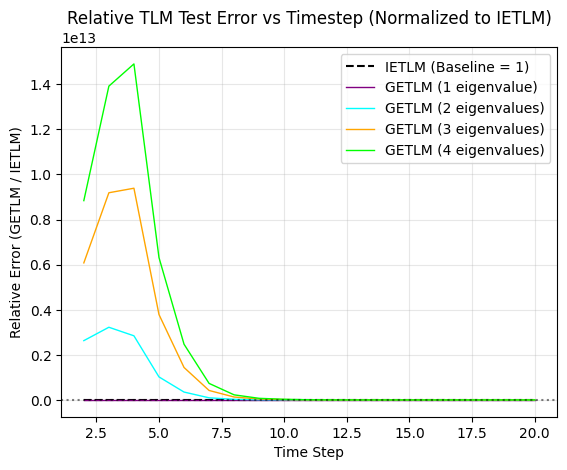 Relative TLM Test Error vs Timestep (Normalized to IETLM)
1e13
IETLM (Baseline = 1)
GETLM (1 eigenvalue)
GETLM (2 eigenvalues)
GETLM (3 eigenvalues)
GETLM (4 eigenvalues)
Relative Error (GETLM / IETLM)
1.4
1.2
1.0
0.8
0.6
0.4
0.2
0.0
2.5 5.0 7.5 10.0 12.5 15.0 17.5 20.0
Time Step